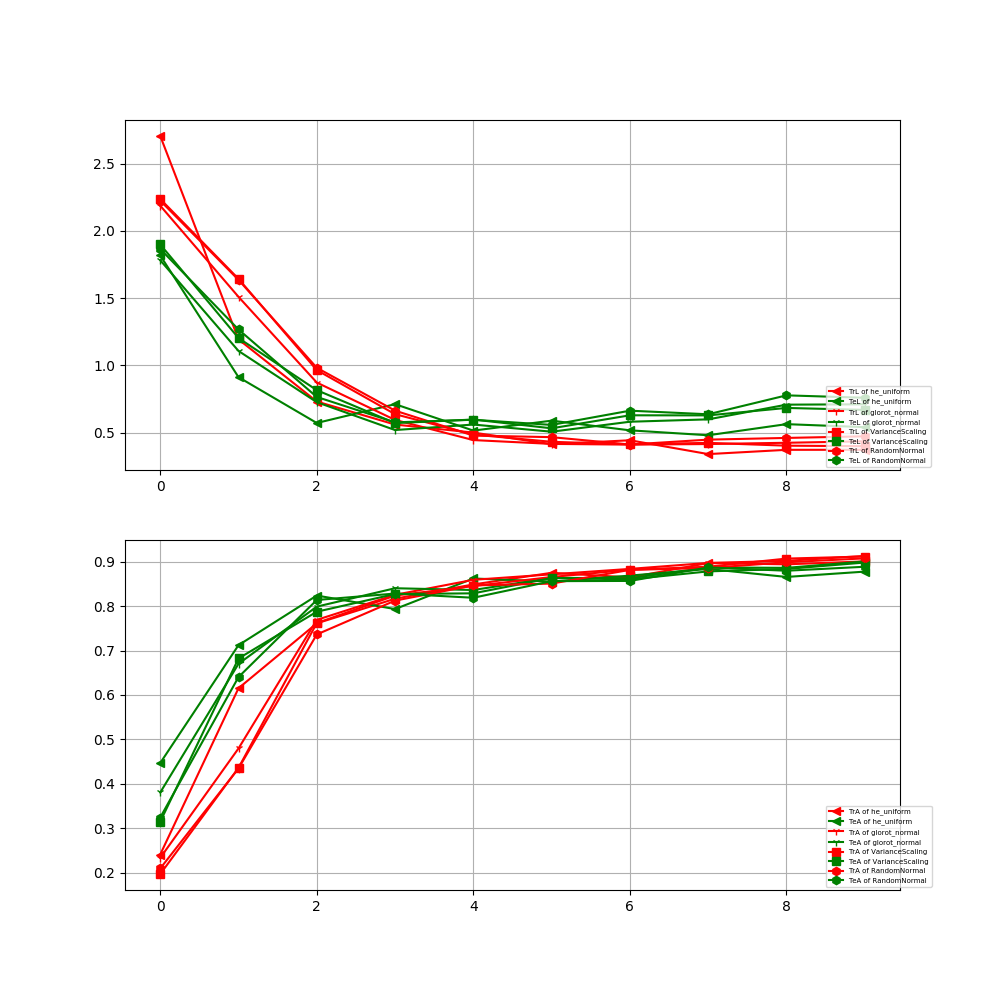 2.5
2.0
1.5
1.0
0.5
0 2 4 6 8
TrL of he_uniform
TeL of he_uniform
TrL of glorot_normal
TeL of glorot_normal
TrL of VarianceScaling
TeL of VarianceScaling
TrL of RandomNormal
TeL of RandomNormal
0.9
0.8
0.7
0.6
0.5
0.4
0.3
0.2
0 2 4 6 8
TrA of he_uniform
TeA of he_uniform
TrA of glorot_normal
TeA of glorot_normal
TrA of VarianceScaling
TeA of VarianceScaling
TrA of RandomNormal
TeA of RandomNormal